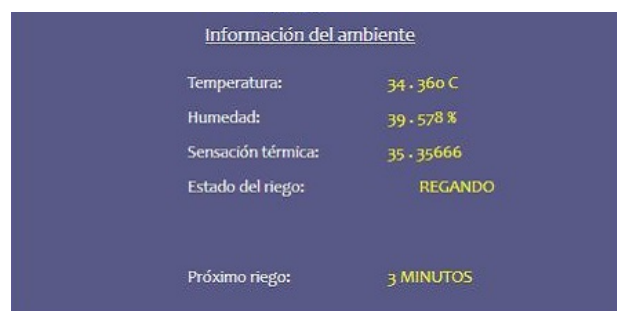 Información del ambiente
Temperatura: 34.360 C
Humedad: 39.578 %
Sensación térmica: 35.35666
Estado del riego: REGANDO
Próximo riego: 3 MINUTOS